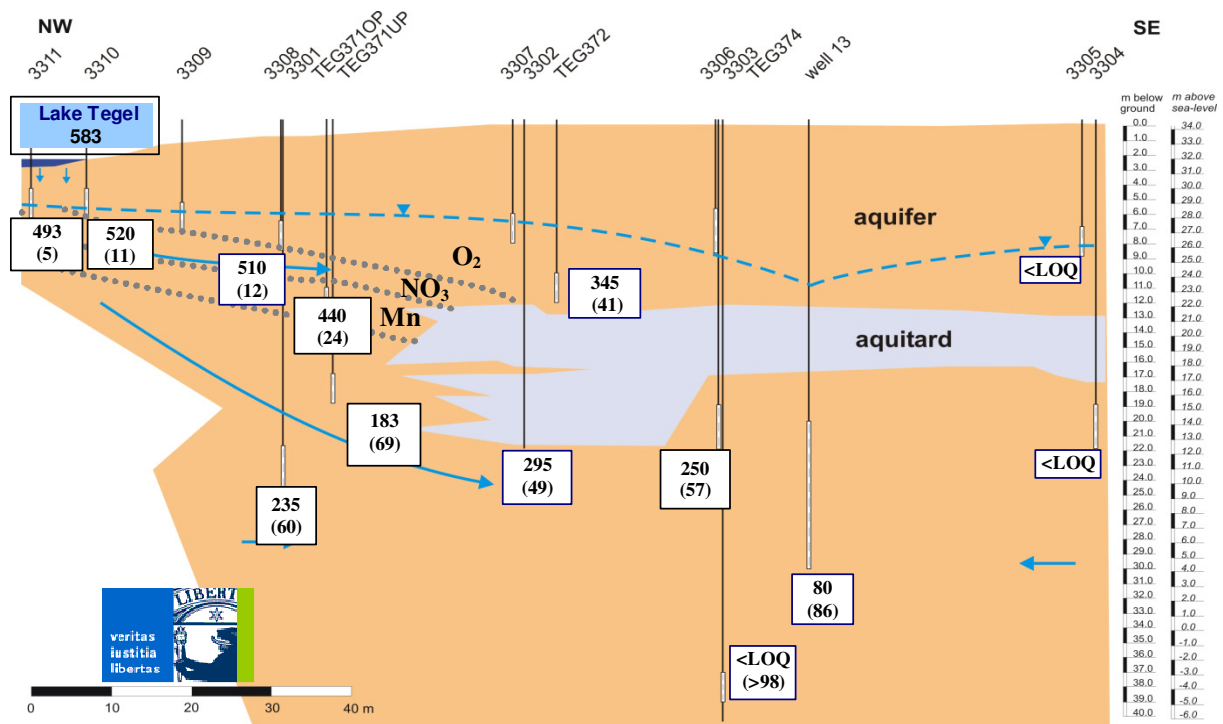 NW
SE
3311
3310
3309
3308
3301
TEG371OP
TEG371UP
3307
3302
TEG372
3306
3303
TEG374
well 13
3305
3304
m below
ground
m above
sea-level
Lake Tegel
583
493
(5)
520
(11)
510
(12)
440
(24)
O2
NO3
Mn
345
(41)
aquifer
aquitard
<LOQ
183
(69)
235
(60)
295
(49)
250
(57)
<LOQ
80
(86)
<LOQ
(>98)
LIBERT
veritas
iustitia
libertas
0 10 20 30 40 m
0.0 34.0
1.0 33.0
2.0 32.0
3.0 31.0
4.0 30.0
5.0 29.0
6.0 28.0
7.0 27.0
8.0 26.0
9.0 25.0
10.0 24.0
11.0 23.0
12.0 22.0
13.0 21.0
14.0 20.0
15.0 19.0
16.0 18.0
17.0 17.0
18.0 16.0
19.0 15.0
20.0 14.0
21.0 13.0
22.0 12.0
23.0 11.0
24.0 10.0
25.0 9.0
26.0 8.0
27.0 7.0
28.0 6.0
29.0 5.0
30.0 4.0
31.0 3.0
32.0 2.0
33.0 1.0
34.0 0.0
35.0 -1.0
36.0 -2.0
37.0 -3.0
38.0 -4.0
39.0 -5.0
40.0 -6.0